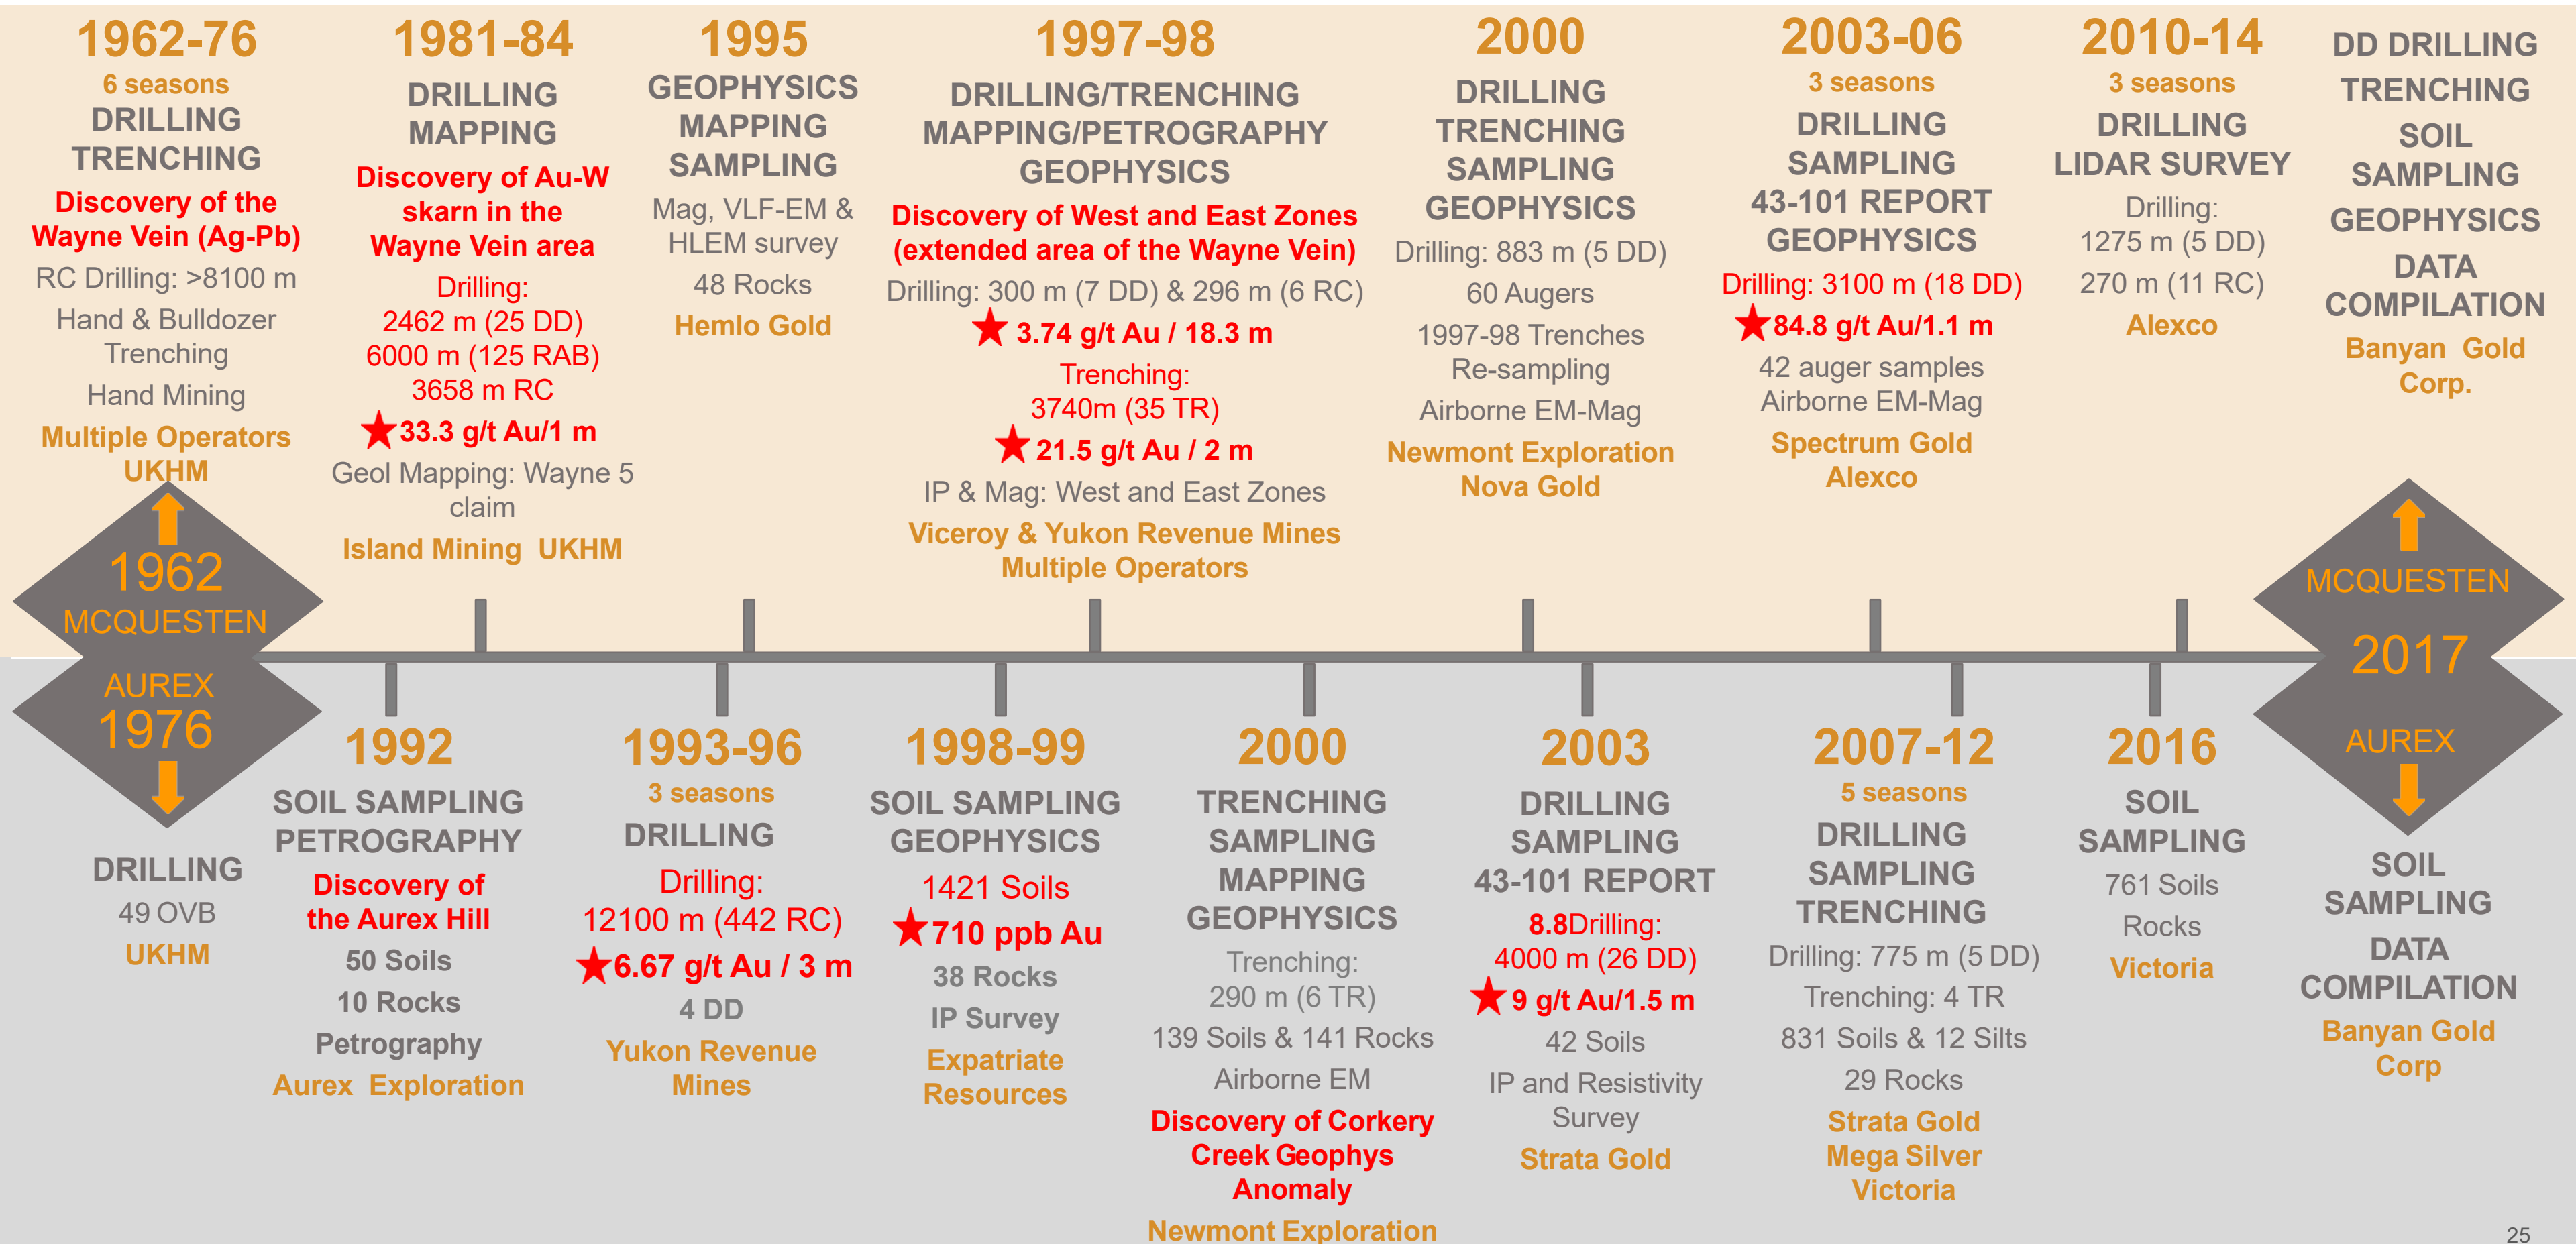 1962-76
6 seasons
DRILLING
TRENCHING
Discovery of the
Wayne Vein (Ag-Pb)
RC Drilling: >8100 m
Hand & Bulldozer
Trenching
Hand Mining
Multiple Operators
UKHM
1981-84
DRILLING
MAPPING
Discovery of Au-W
skarn in the
Wayne Vein area
Drilling:
2462 m (25 DD)
6000 m (125 RAB)
3658 m RC
33.3 g/t Au/1 m
Geol Mapping: Wayne 5
claim
Island Mining UKHM
1995
GEOPHYSICS
MAPPING
SAMPLING
Mag, VLF-EM &
HLEM survey
48 Rocks
Hemlo Gold
1997-98
DRILLING/TRENCHING
MAPPING/PETROGRAPHY
GEOPHYSICS
Discovery of West and East Zones
(extended area of the Wayne Vein)
Drilling: 300 m (7 DD) & 296 m (6 RC)
3.74 g/t Au / 18.3 m
Trenching:
3740m (35 TR)
21.5 g/t Au / 2 m
IP & Mag: West and East Zones
Viceroy & Yukon Revenue Mines
Multiple Operators
2000
DRILLING
TRENCHING
SAMPLING
GEOPHYSICS
Drilling: 883 m (5 DD)
60 Augers
1997-98 Trenches
Re-sampling
Airborne EM-Mag
Newmont Exploration
Nova Gold
2003-06
3 seasons
DRILLING
SAMPLING
43-101 REPORT
GEOPHYSICS
Drilling: 3100 m (18 DD)
84.8 g/t Au/1.1 m
42 auger samples
Airborne EM-Mag
Spectrum Gold
Alexco
2010-14
3 seasons
DRILLING
LIDAR SURVEY
Drilling:
1275 m (5 DD)
270 m (11 RC)
Alexco
DD DRILLING
TRENCHING
SOIL
SAMPLING
GEOPHYSICS
DATA
COMPILATION
Banyan Gold
Corp.
1962
MCQUESTEN
AUREX
1976
MCQUESTEN
2017
AUREX
DRILLING
49 OVB
UKHM
1992
SOIL SAMPLING
PETROGRAPHY
Discovery of
the Aurex Hill
50 Soils
10 Rocks
Petrography
Aurex Exploration
1993-96
3 seasons
DRILLING
Drilling:
12100 m (442 RC)
6.67 g/t Au / 3 m
4 DD
Yukon Revenue
Mines
1998-99
SOIL SAMPLING
GEOPHYSICS
1421 Soils
710 ppb Au
38 Rocks
IP Survey
Expatriate
Resources
2000
TRENCHING
SAMPLING
MAPPING
GEOPHYSICS
Trenching:
290 m (6 TR)
139 Soils & 141 Rocks
Airborne EM
Discovery of Corkery
Creek Geophys
Anomaly
Newmont Exploration
2003
DRILLING
SAMPLING
43-101 REPORT
8.8Drilling:
4000 m (26 DD)
9 g/t Au/1.5 m
42 Soils
IP and Resistivity
Survey
Strata Gold
2007-12
5 seasons
DRILLING
SAMPLING
TRENCHING
Drilling: 775 m (5 DD)
Trenching: 4 TR
831 Soils & 12 Silts
29 Rocks
Strata Gold
Mega Silver
Victoria
2016
SOIL
SAMPLING
761 Soils
Rocks
Victoria
SOIL
SAMPLING
DATA
COMPILATION
Banyan Gold
Corp
25